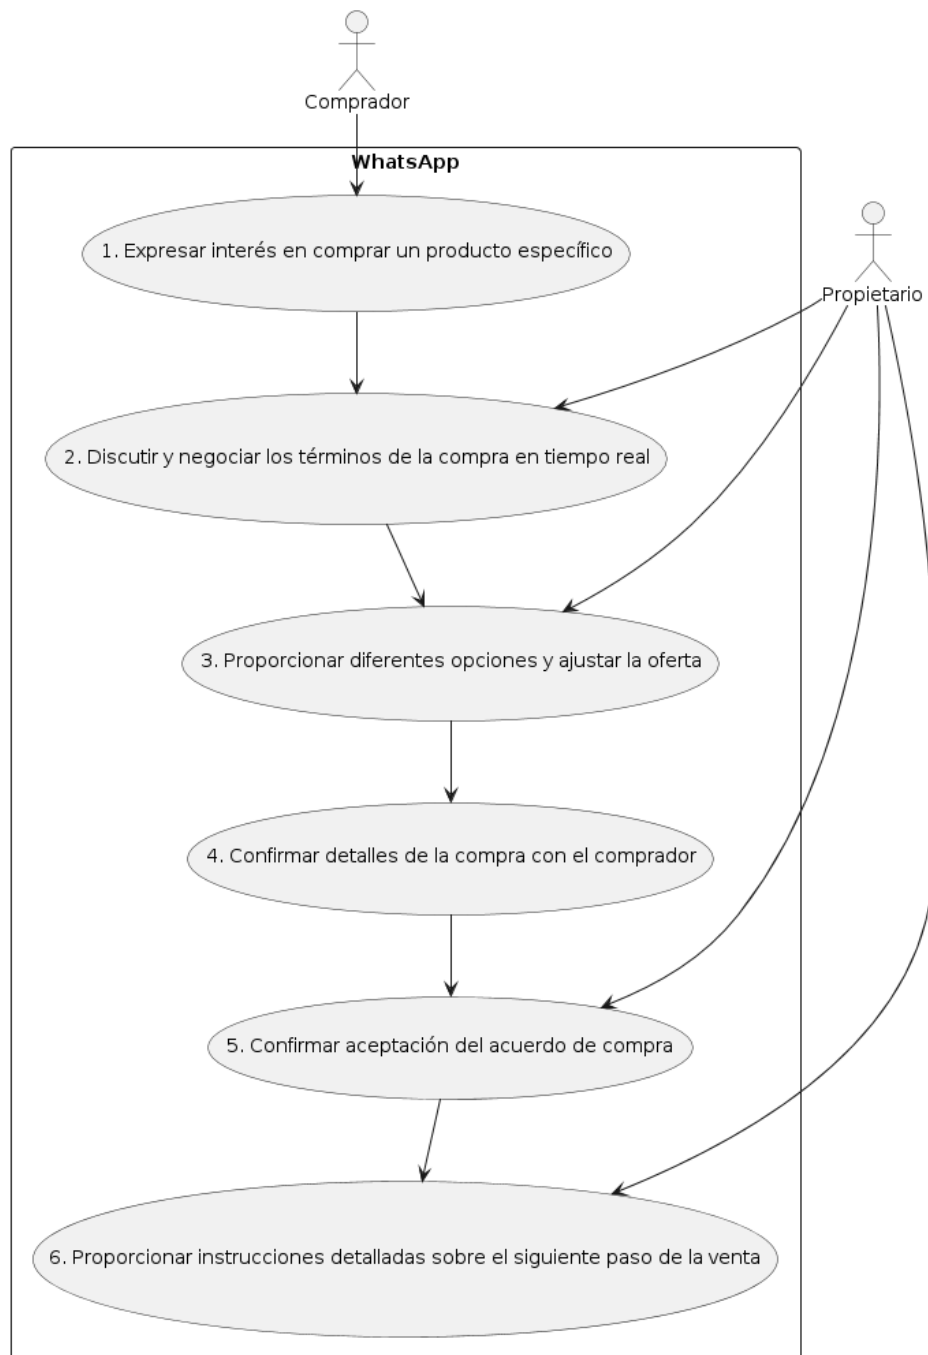 Comprador
WhatsApp
1. Expresar interés en comprar un producto específico
Propietario
2. Discutir y negociar los términos de la compra en tiempo real
3. Proporcionar diferentes opciones y ajustar la oferta
4. Confirmar detalles de la compra con el comprador
5. Confirmar aceptación del acuerdo de compra
6. Proporcionar instrucciones detalladas sobre el siguiente paso de la venta